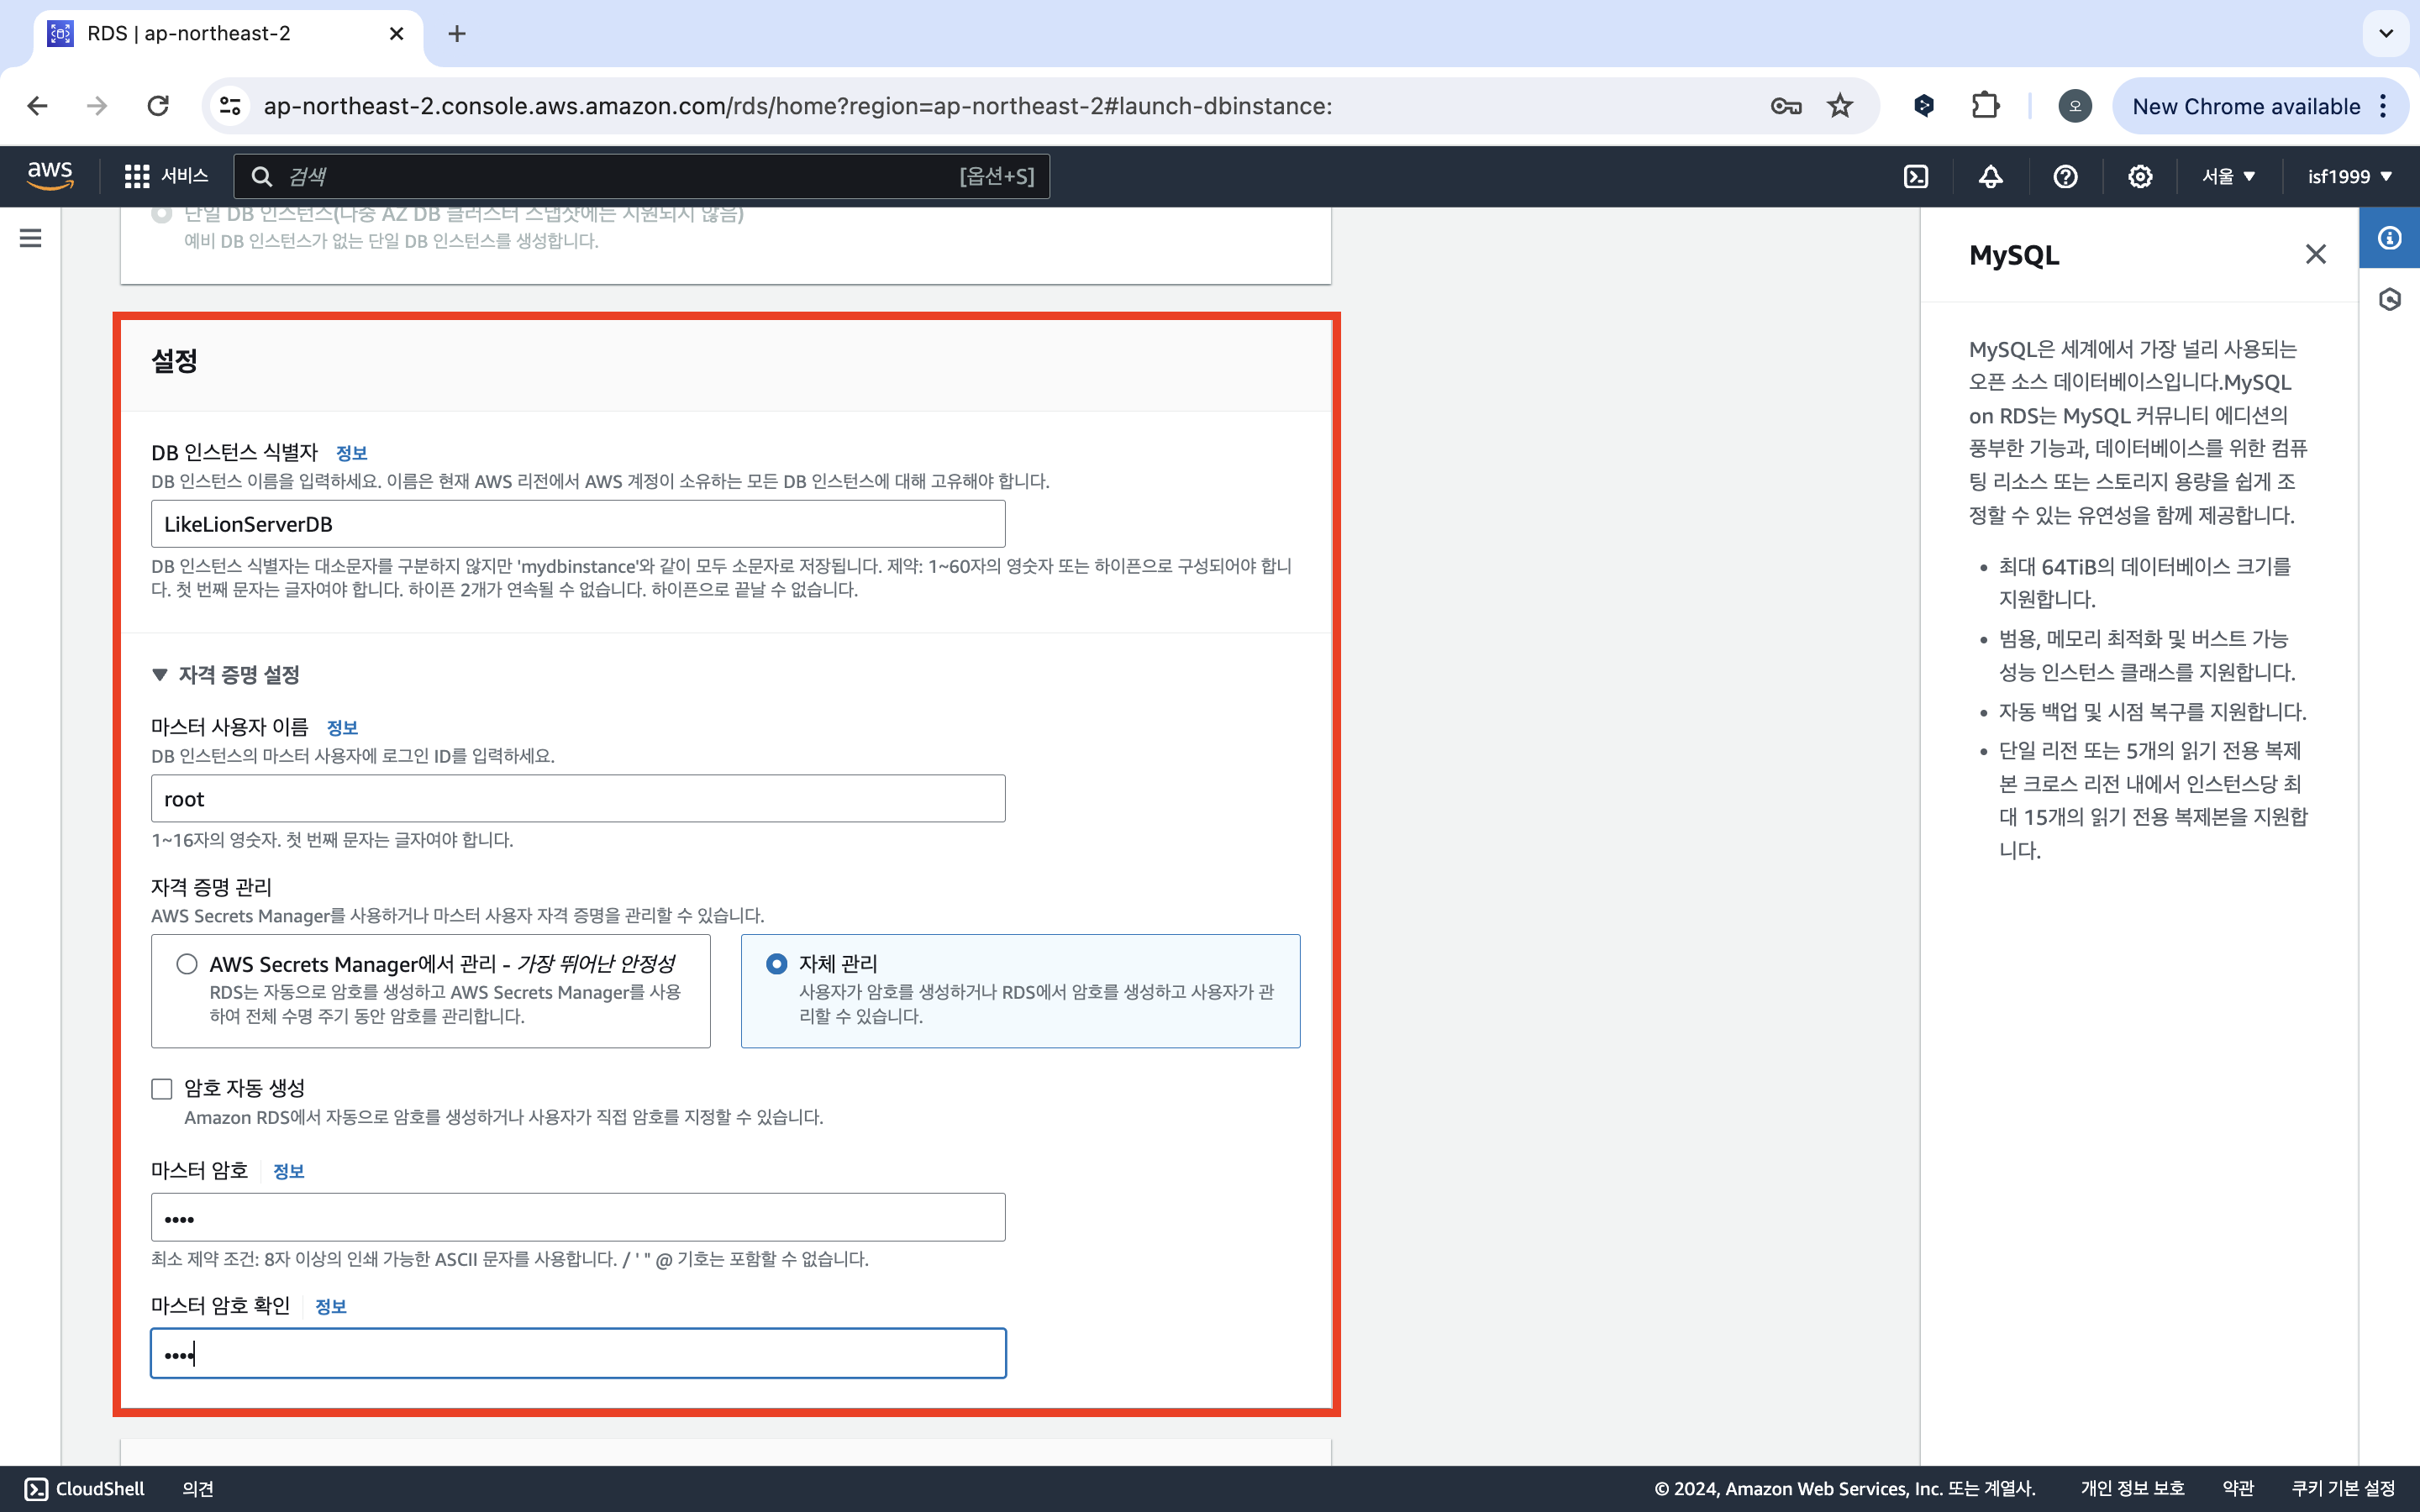 RDS | ap-northeast-2
ap-northeast-2.console.aws.amazon.com/rds/home?region=ap-northeast-2#launch-dbinstance:
오
New Chrome available
aws
서비스
검색
[옵션+S]
서울
isf1999
단일 DB 인스턴스(다중 AZ DB 클러스터 스냅샷에는 지원되지 않음)
예비 DB 인스턴스가 없는 단일 DB 인스턴스를 생성합니다.
설정
DB 인스턴스 식별자 정보
DB 인스턴스 이름을 입력하세요. 이름은 현재 AWS 리전에서 AWS 계정이 소유하는 모든 DB 인스턴스에 대해 고유해야 합니다.
LikeLionServerDB
DB 인스턴스 식별자는 대소문자를 구분하지 않지만 'mydbinstance'와 같이 모두 소문자로 저장됩니다. 제약: 1~60자의 영숫자 또는 하이픈으로 구성되어야 합니
다. 첫 번째 문자는 글자여야 합니다. 하이픈 2개가 연속될 수 없습니다. 하이픈으로 끝날 수 없습니다.
▼ 자격 증명 설정
마스터 사용자 이름 정보
DB 인스턴스의 마스터 사용자에 로그인 ID를 입력하세요.
root
1~16자의 영숫자. 첫 번째 문자는 글자여야 합니다.
자격 증명 관리
AWS Secrets Manager를 사용하거나 마스터 사용자 자격 증명을 관리할 수 있습니다.
AWS Secrets Manager에서 관리 - 가장 뛰어난 안정성
RDS는 자동으로 암호를 생성하고 AWS Secrets Manager를 사용
하여 전체 수명 주기 동안 암호를 관리합니다.
자체 관리
사용자가 암호를 생성하거나 RDS에서 암호를 생성하고 사용자가 관
리할 수 있습니다.
암호 자동 생성
Amazon RDS에서 자동으로 암호를 생성하거나 사용자가 직접 암호를 지정할 수 있습니다.
마스터 암호 정보
••••
최소 제약 조건: 8자 이상의 인쇄 가능한 ASCII 문자를 사용합니다. / ' " @ 기호는 포함할 수 없습니다.
마스터 암호 확인 정보
••••
MySQL
MySQL은 세계에서 가장 널리 사용되는
오픈 소스 데이터베이스입니다.MySQL
on RDS는 MySQL 커뮤니티 에디션의
풍부한 기능과, 데이터베이스를 위한 컴퓨
팅 리소스 또는 스토리지 용량을 쉽게 조
정할 수 있는 유연성을 함께 제공합니다.
• 최대 64TiB의 데이터베이스 크기를
지원합니다.
• 범용, 메모리 최적화 및 버스트 가능
성능 인스턴스 클래스를 지원합니다.
• 자동 백업 및 시점 복구를 지원합니다.
• 단일 리전 또는 5개의 읽기 전용 복제
본 크로스 리전 내에서 인스턴스당 최
대 15개의 읽기 전용 복제본을 지원합
니다.
CloudShell
의견
© 2024, Amazon Web Services, Inc. 또는 계열사.
개인 정보 보호
약관
쿠키 기본 설정